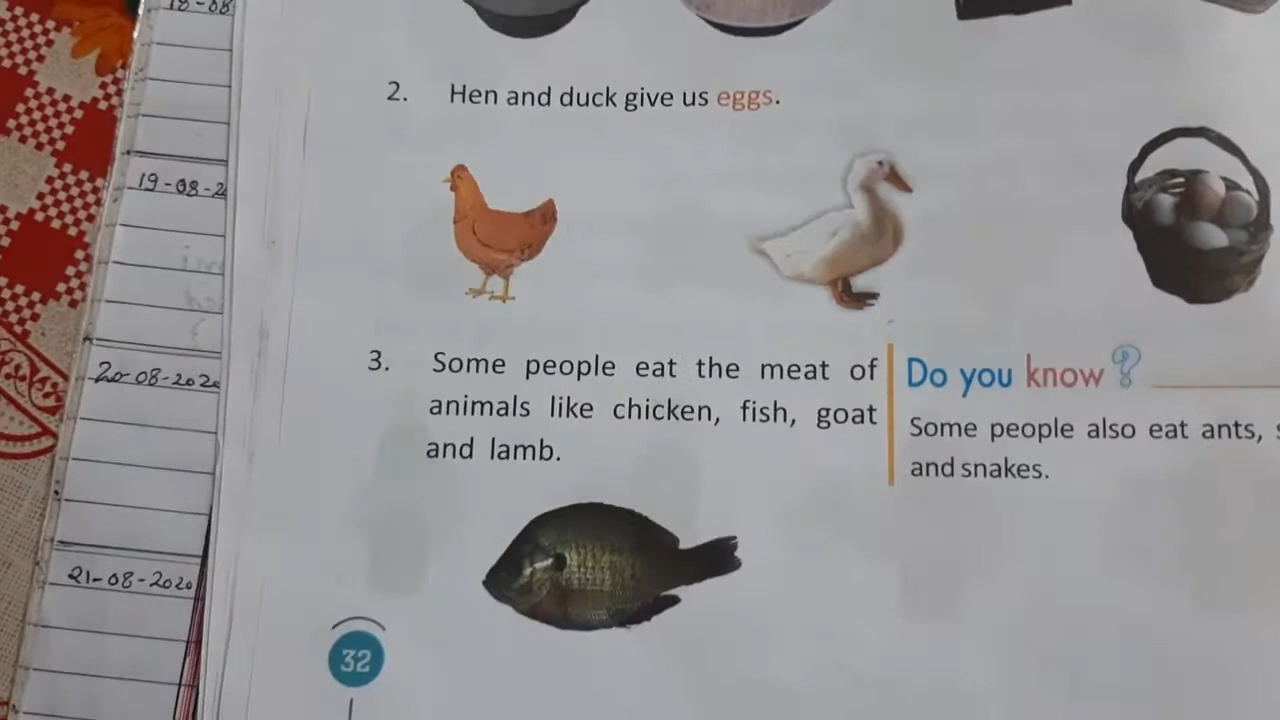 18-08
2. Hen and duck give us eggs.
19-08-2
20-08-2020
3. Some people eat the meat of
animals like chicken, fish, goat
and lamb.
Do you know?
Some people also eat ants,
and snakes.
21-08-2020
32